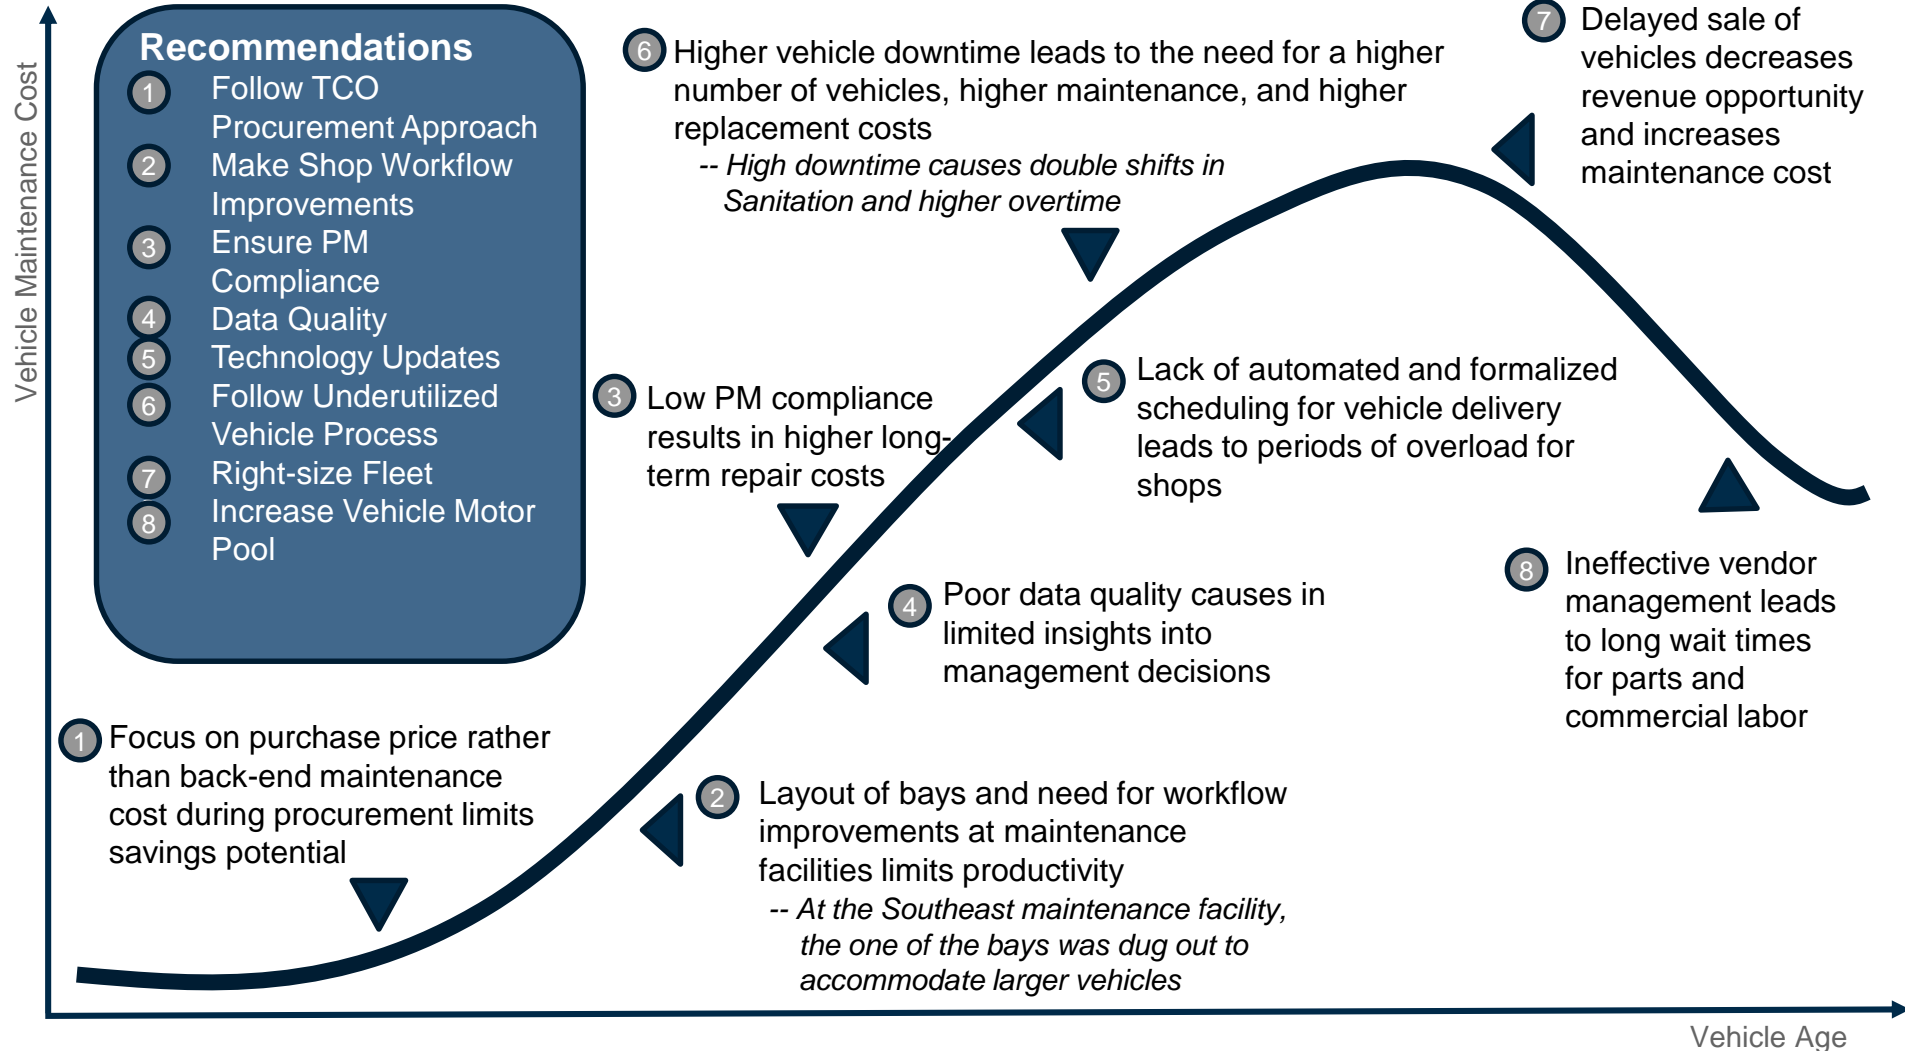 Vehicle Maintenance Cost
Recommendations
1 Follow TCO
Procurement Approach
2 Make Shop Workflow
Improvements
3 Ensure PM
Compliance
4 Data Quality
5 Technology Updates
6 Follow Underutilized
Vehicle Process
7 Right-size Fleet
8 Increase Vehicle Motor
Pool
6 Higher vehicle downtime leads to the need for a higher
number of vehicles, higher maintenance, and higher
replacement costs
-- High downtime causes double shifts in
Sanitation and higher overtime
7 Delayed sale of
vehicles decreases
revenue opportunity
and increases
maintenance cost
3 Low PM compliance
results in higher long-
term repair costs
5 Lack of automated and formalized
scheduling for vehicle delivery
leads to periods of overload for
shops
4 Poor data quality causes in
limited insights into
management decisions
8 Ineffective vendor
management leads
to long wait times
for parts and
commercial labor
1 Focus on purchase price rather
than back-end maintenance
cost during procurement limits
savings potential
2 Layout of bays and need for workflow
improvements at maintenance
facilities limits productivity
-- At the Southeast maintenance facility,
the one of the bays was dug out to
accommodate larger vehicles
Vehicle Age